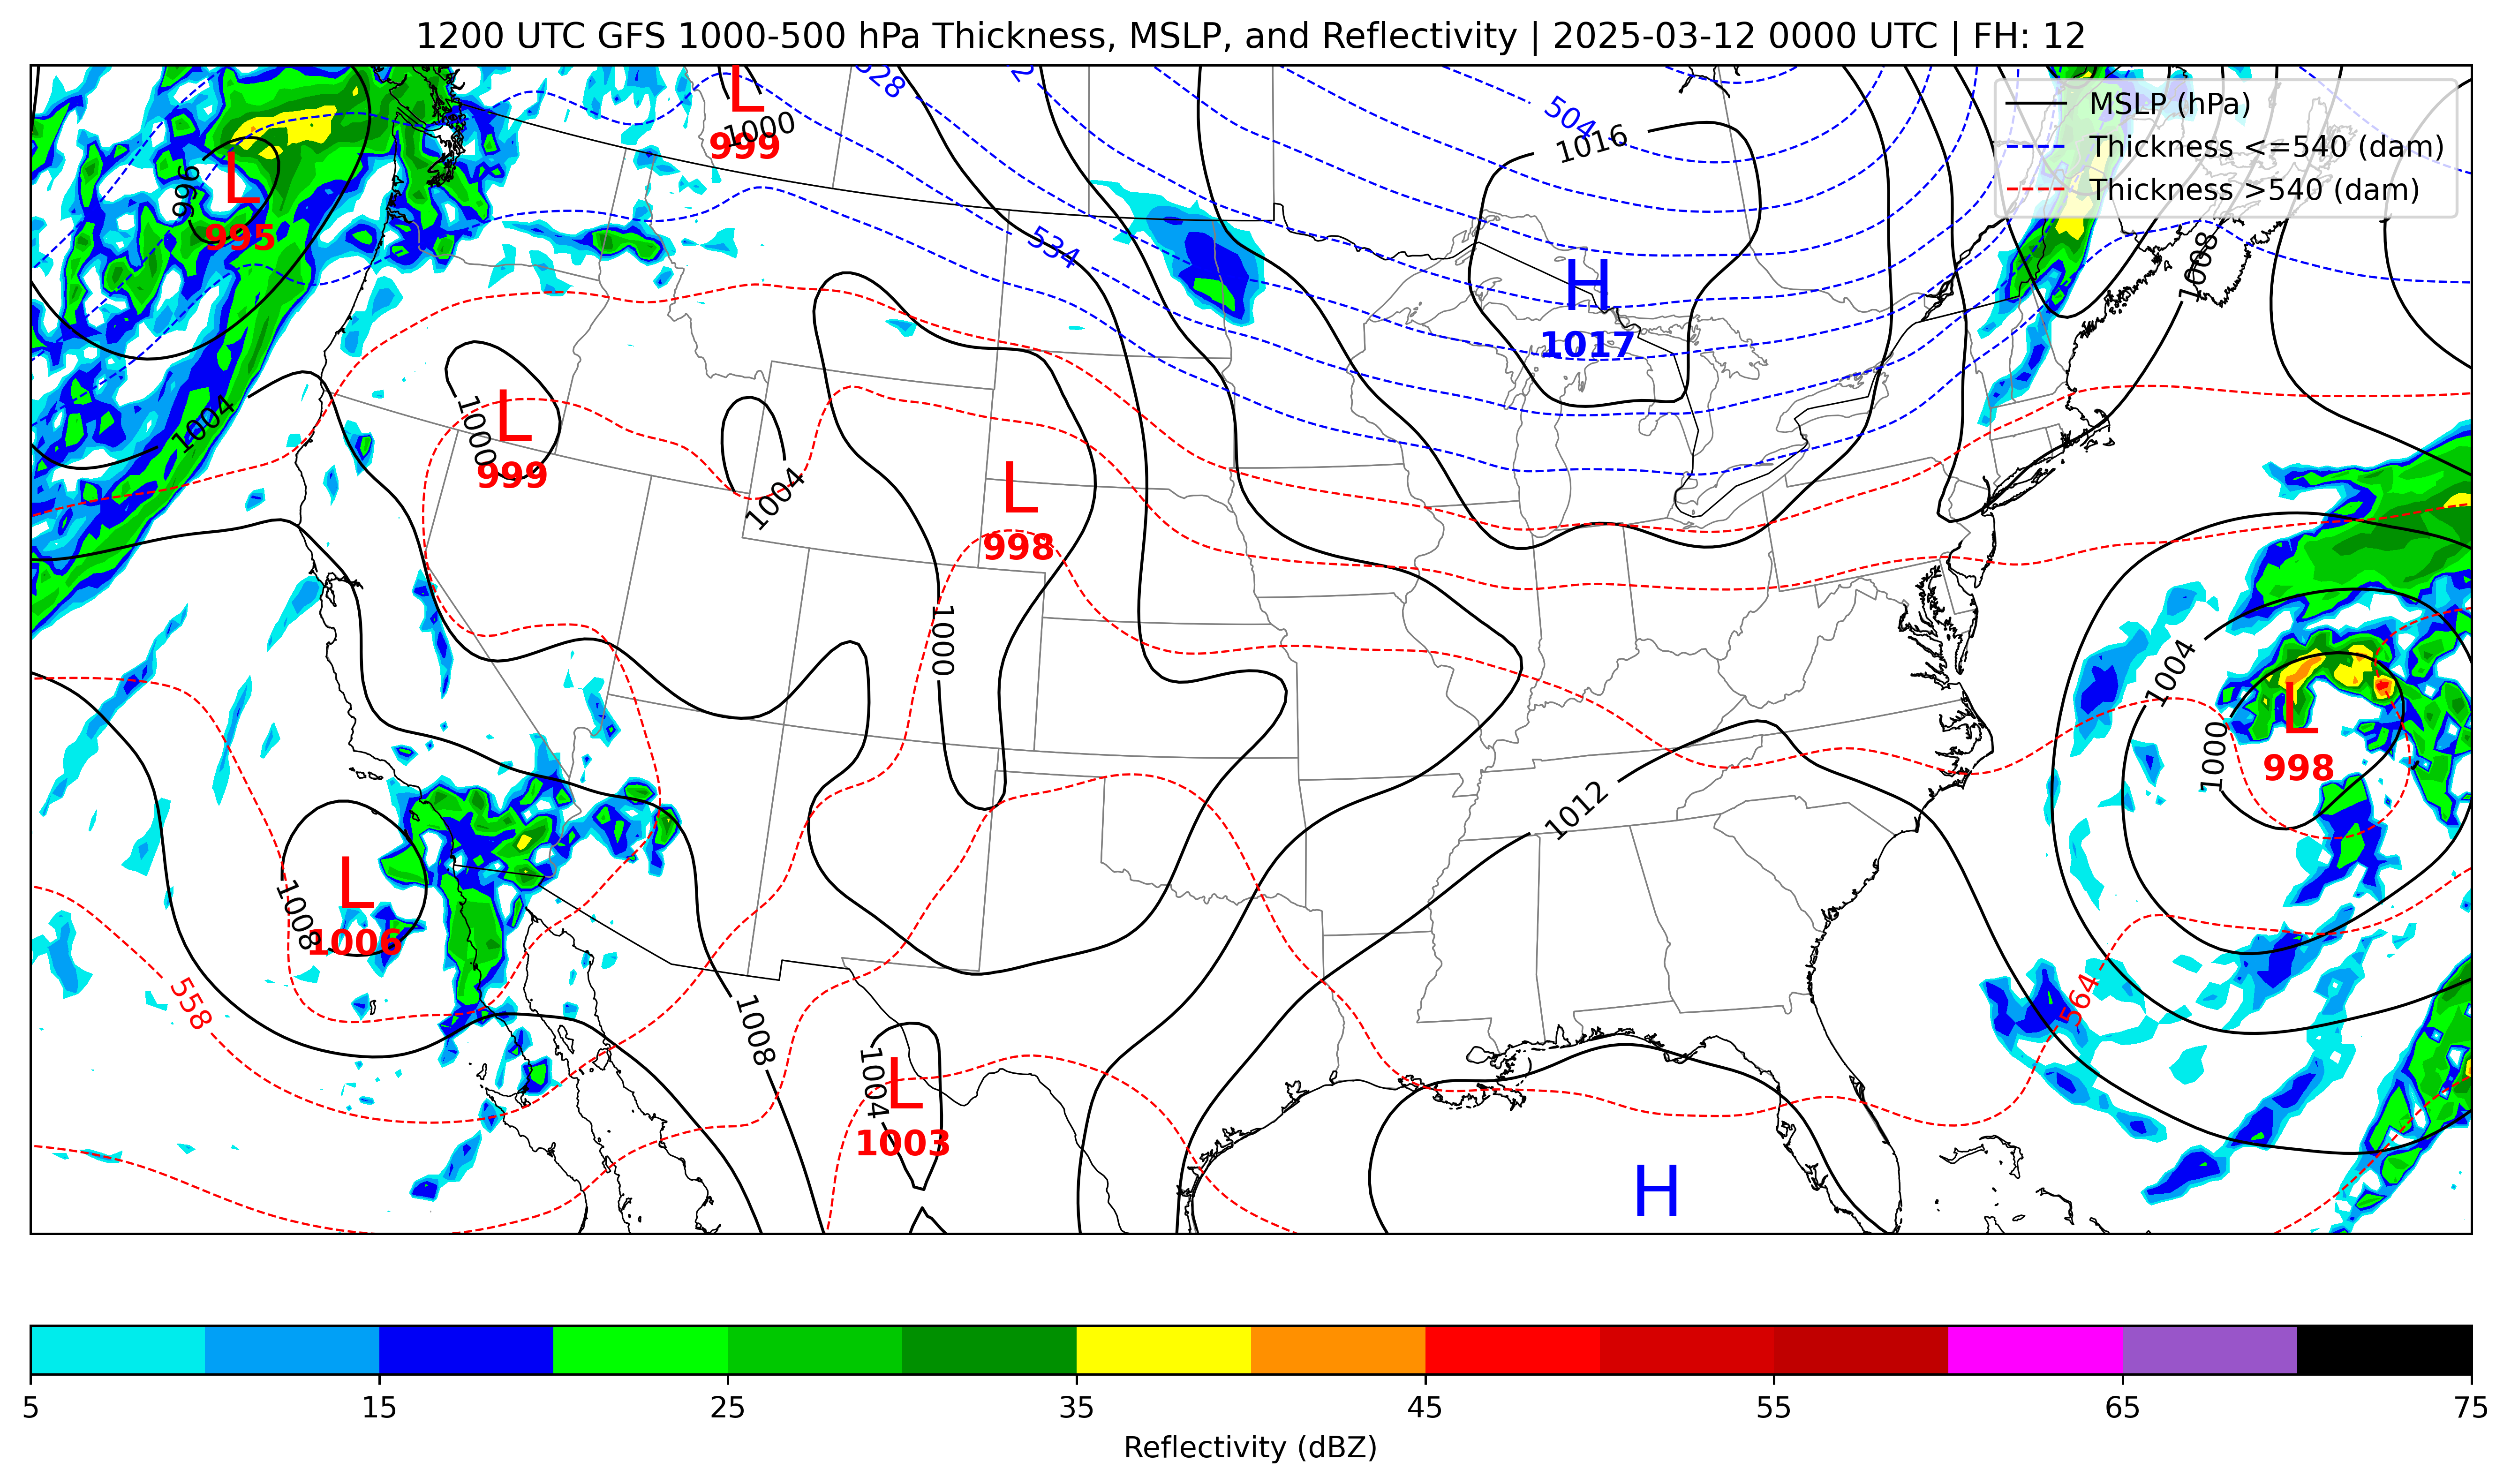 1200 UTC GFS 1000-500 hPa Thickness, MSLP, and Reflectivity | 2025-03-12 0000 UTC | FH: 12
MSLP (hPa)
Thickness <=540 (dam)
Thickness >540 (dam)
528
2
504
1016
L
1000
999
996
L
995
534
H
1017
1008
1004
1000
L
999
1004
L
998
1000
1004
1000
L
998
1012
L
1008
1006
558
1008
564
1004
L
1003
H
5
15
25
35
45
55
65
75
Reflectivity (dBZ)